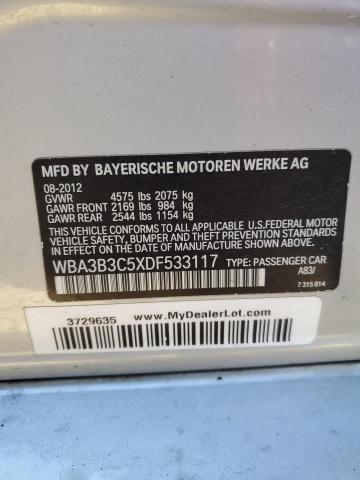 MFD BY BAYERISCHE MOTOREN WERKE AG
08-2012
GVWR 4575 lbs 2075 kg
GAWR FRONT 2169 lbs 984 kg
GAWR REAR 2544 lbs 1154 kg
THIS VEHICLE CONFORMS TO ALL APPLICABLE U.S.FEDERAL MOTOR
VEHICLE SAFETY, BUMPER, AND THEFT PREVENTION STANDARDS
IN EFFECT ON THE DATE OF MANUFACTURE SHOWN ABOVE.
WBA3B3C5XDF533117 TYPE: PASSENGER CAR
A83/
7 315 814
3729635 www.MyDealerLot.com